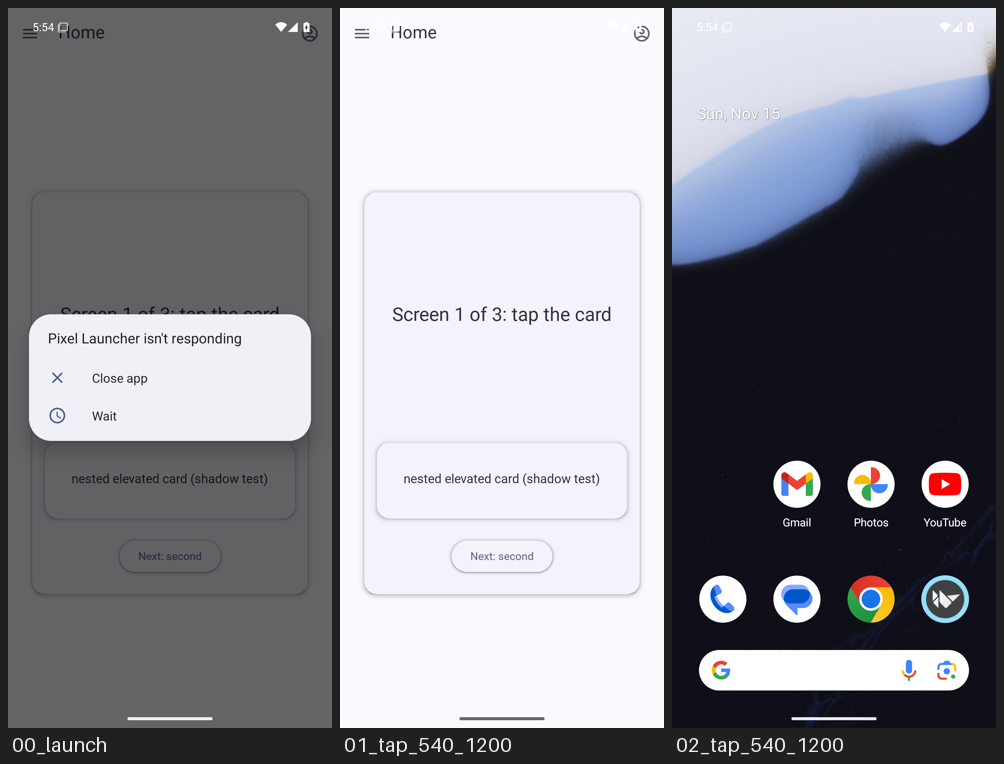 5:54
Home
Screen 1 of 3: tap the card
Pixel Launcher isn't responding
Close app
Wait
nested elevated card (shadow test)
Next: second
00_launch
Home
Screen 1 of 3: tap the card
nested elevated card (shadow test)
Next: second
01_tap_540_1200
5:54
Sun, Nov 15
Gmail
Photos
YouTube
02_tap_540_1200